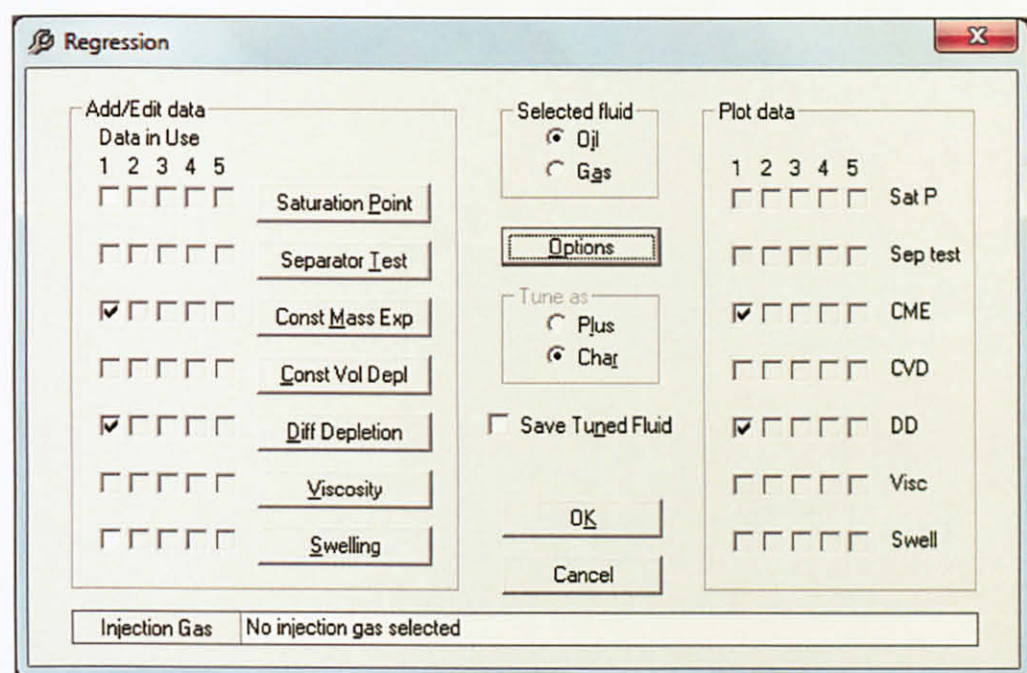 Regression
Add/Edit data
Data in Use
1 2 3 4 5
Saturation Point
Separator Test
Const Mass Exp
Const Vol Depl
Diff Depletion
Viscosity
Swelling
Selected fluid
Oil
Gas
Options
Tune as
Plus
Char
Save Tuned Fluid
OK
Cancel
Plot data
1 2 3 4 5
Sat P
Sep test
CME
CVD
DD
Visc
Swell
Injection Gas No injection gas selected